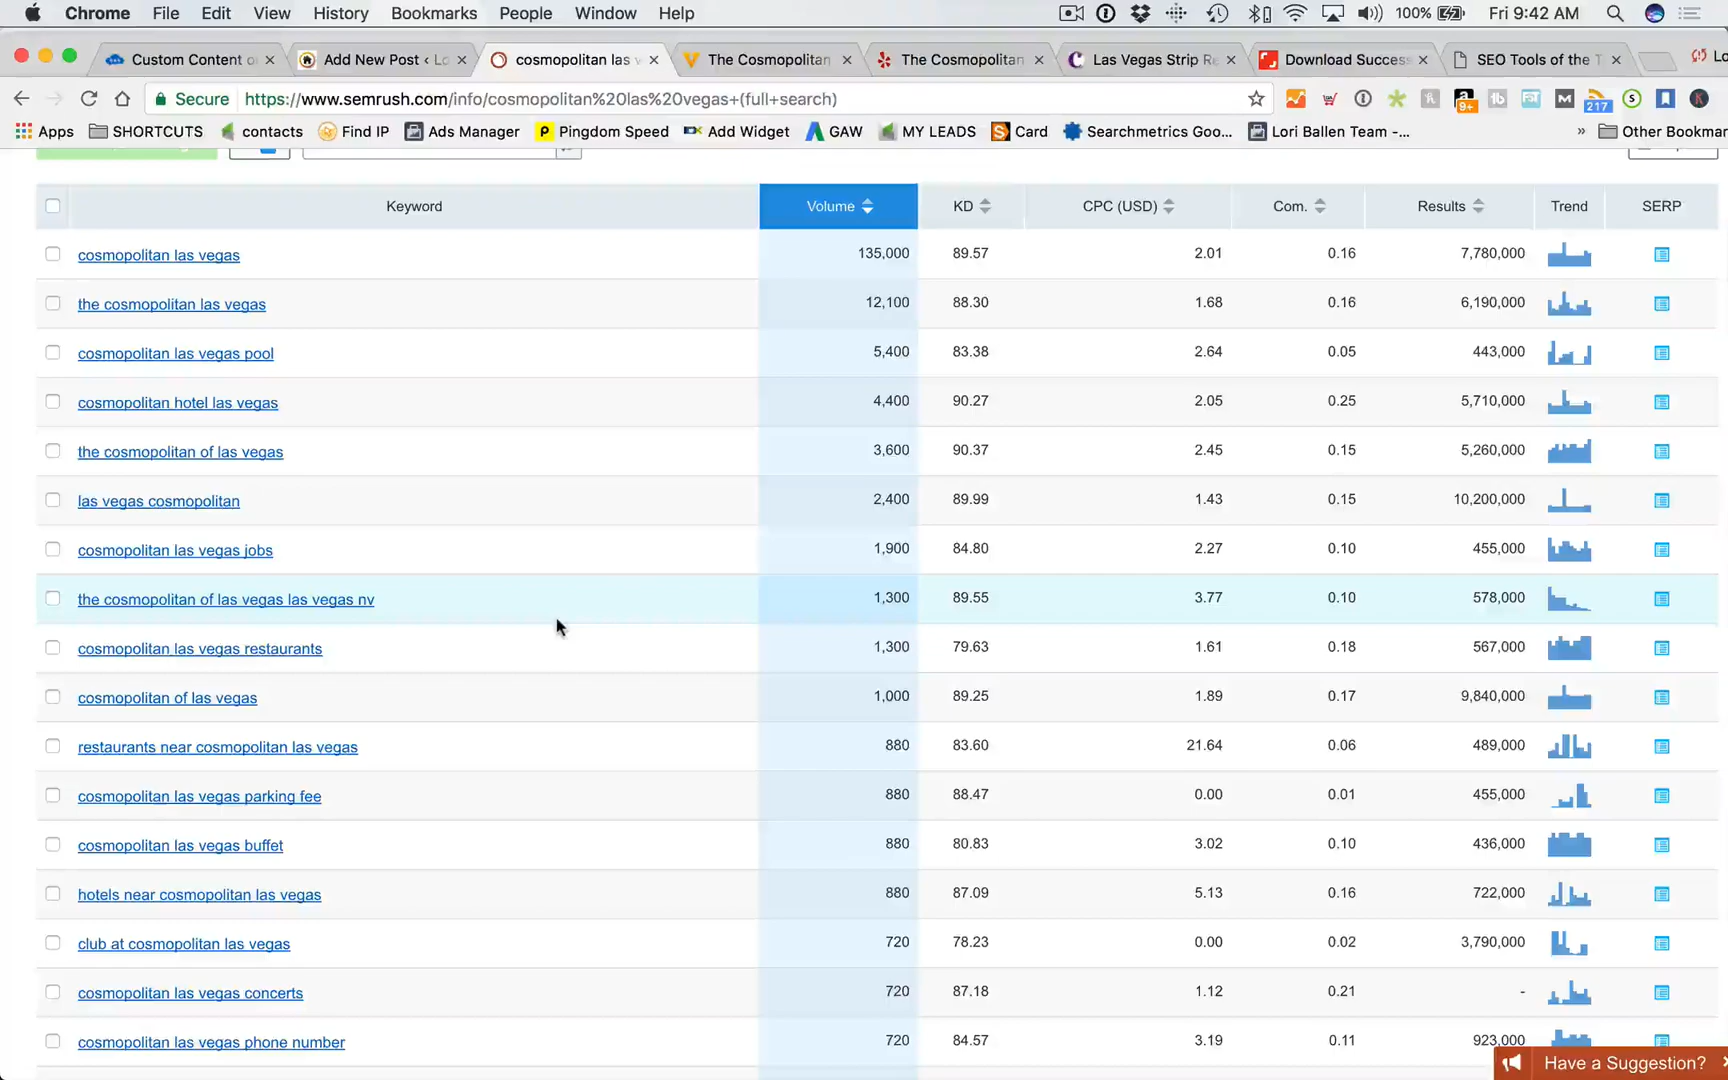 Chrome File Edit View History Bookmarks People Window Help 100% Fri 9:42 AM
Custom Content o × Add New Post ‹ Lo × cosmopolitan las v × The Cosmopolitan × The Cosmopolitan × Las Vegas Strip Re × Download Success × SEO Tools of the T × Lo
Secure https://www.semrush.com/info/cosmopolitan%20las%20vegas+(full+search) 9+ 217
Apps SHORTCUTS contacts Find IP Ads Manager Pingdom Speed Add Widget GAW MY LEADS Card Searchmetrics Goo... Lori Ballen Team -... » Other Bookmar
Keyword Volume KD CPC (USD) Com. Results Trend SERP
cosmopolitan las vegas 135,000 89.57 2.01 0.16 7,780,000
the cosmopolitan las vegas 12,100 88.30 1.68 0.16 6,190,000
cosmopolitan las vegas pool 5,400 83.38 2.64 0.05 443,000
cosmopolitan hotel las vegas 4,400 90.27 2.05 0.25 5,710,000
the cosmopolitan of las vegas 3,600 90.37 2.45 0.15 5,260,000
las vegas cosmopolitan 2,400 89.99 1.43 0.15 10,200,000
cosmopolitan las vegas jobs 1,900 84.80 2.27 0.10 455,000
the cosmopolitan of las vegas las vegas nv 1,300 89.55 3.77 0.10 578,000
cosmopolitan las vegas restaurants 1,300 79.63 1.61 0.18 567,000
cosmopolitan of las vegas 1,000 89.25 1.89 0.17 9,840,000
restaurants near cosmopolitan las vegas 880 83.60 21.64 0.06 489,000
cosmopolitan las vegas parking fee 880 88.47 0.00 0.01 455,000
cosmopolitan las vegas buffet 880 80.83 3.02 0.10 436,000
hotels near cosmopolitan las vegas 880 87.09 5.13 0.16 722,000
club at cosmopolitan las vegas 720 78.23 0.00 0.02 3,790,000
cosmopolitan las vegas concerts 720 87.18 1.12 0.21 -
cosmopolitan las vegas phone number 720 84.57 3.19 0.11 923,000
Have a Suggestion? ×